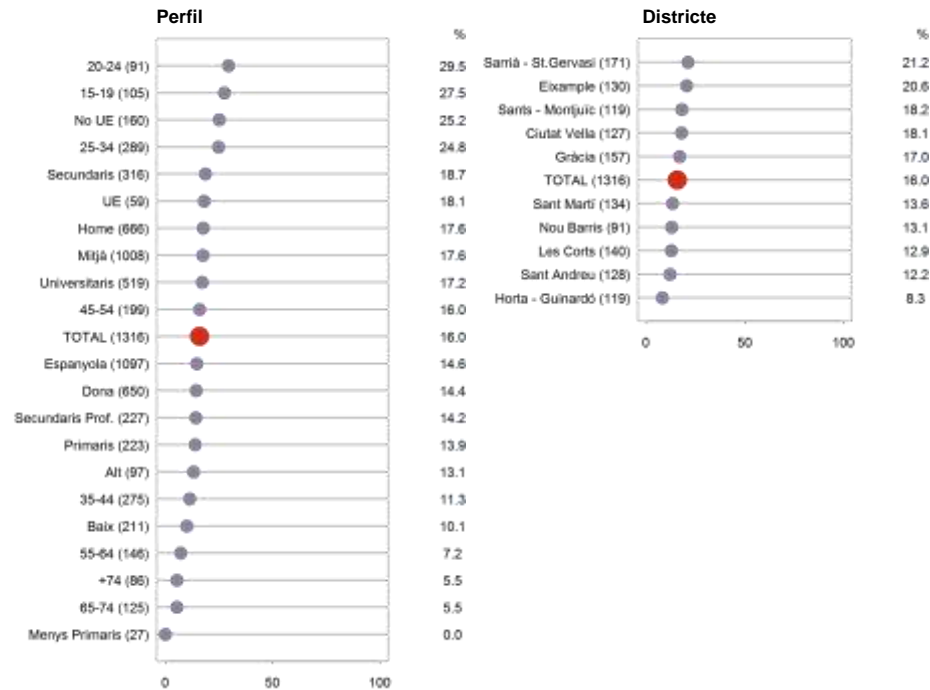 Perfil
%
20-24 (91) 29.5
15-19 (105) 27.5
No UE (160) 25.2
25-34 (289) 24.8
Secundaris (316) 18.7
UE (59) 18.1
Home (666) 17.6
Mitjà (1008) 17.6
Universitaris (519) 17.2
45-54 (199) 16.0
TOTAL (1316) 16.0
Espanyola (1097) 14.6
Dona (650) 14.4
Secundaris Prof. (227) 14.2
Primaris (223) 13.9
Alt (97) 13.1
35-44 (275) 11.3
Baix (211) 10.1
55-64 (146) 7.2
+74 (86) 5.5
65-74 (125) 5.5
Menys Primaris (27) 0.0
0 50 100
Districte
%
Sarrià - St.Gervasi (171) 21.2
Eixample (130) 20.6
Sants - Montjuïc (119) 18.2
Ciutat Vella (127) 18.1
Gràcia (157) 17.0
TOTAL (1316) 16.0
Sant Martí (134) 13.6
Nou Barris (91) 13.1
Les Corts (140) 12.9
Sant Andreu (128) 12.2
Horta - Guinardó (119) 8.3
0 50 100